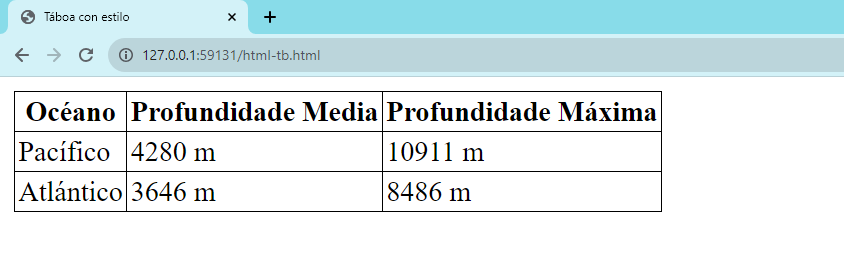 Táboa con estilo
127.0.0.1:59131/html-tb.html
Océano Profundidade Media Profundidade Máxima
Pacífico 4280 m 10911 m
Atlántico 3646 m 8486 m